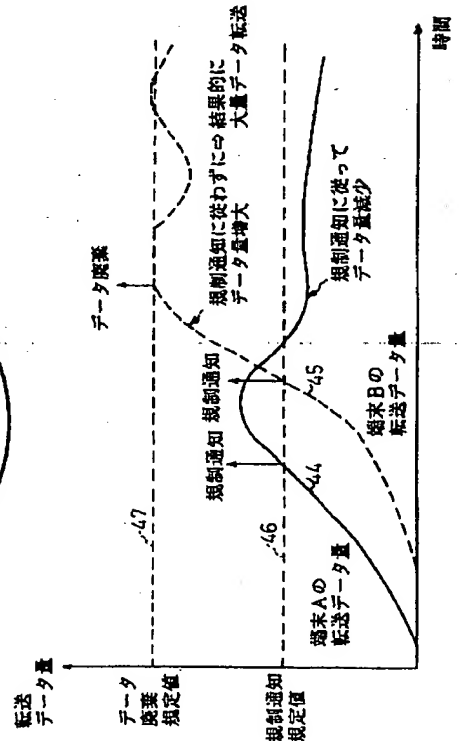 転送
データ量
データ
廃棄
規定値
規制通知
規定値
47
46
データ廃棄
規制通知に従わずに⇨結果的に
データ量増大 大量データ転送
規制通知 規制通知
44
45
規制通知に従って
データ量減少
端末Aの
転送データ量
端末Bの
転送データ量
時間